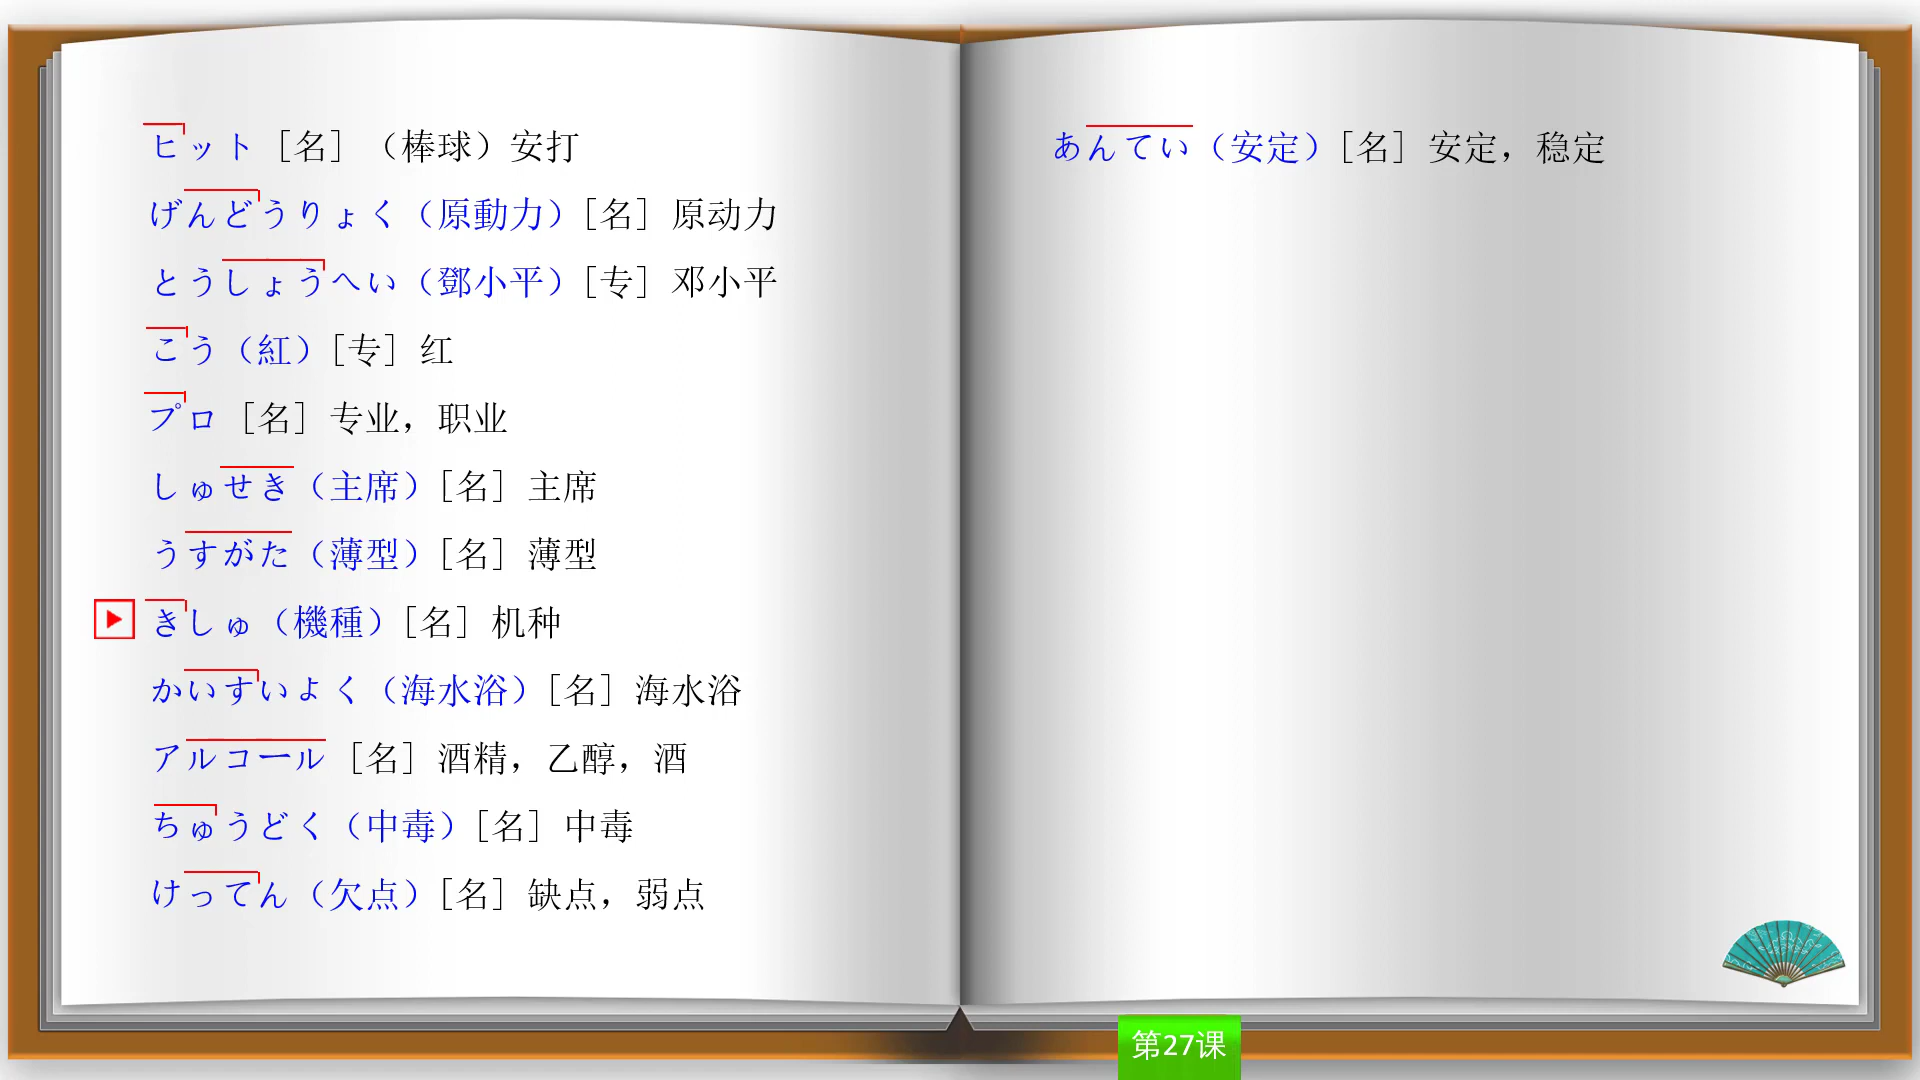 ヒット［名］（棒球）安打
げんどうりょく（原動力）［名］原动力
とうしょうへい（鄧小平）［专］邓小平
こう（紅）［专］红
プロ［名］专业，职业
しゅせき（主席）［名］主席
うすがた（薄型）［名］薄型
きしゅ（機種）［名］机种
かいすいよく（海水浴）［名］海水浴
アルコール［名］酒精，乙醇，酒
ちゅうどく（中毒）［名］中毒
けってん（欠点）［名］缺点，弱点
あんてい（安定）［名］安定，稳定
第27课